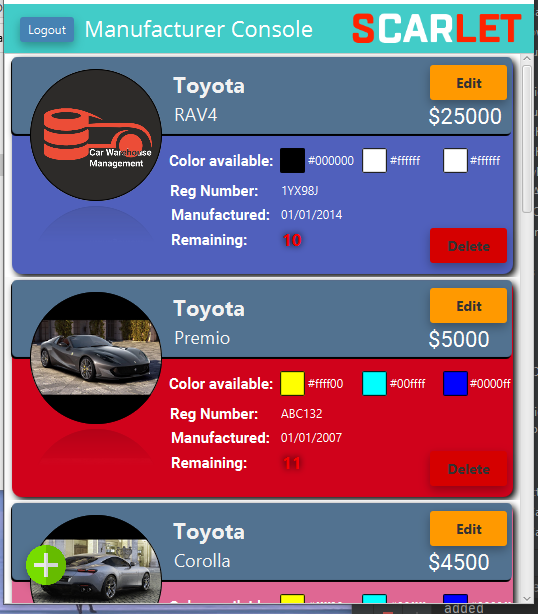 Logout
Manufacturer Console
SCARLET
Toyota
Edit
RAV4
$25000
Car Warehouse
Management
Color available:
#000000
#ffffff
#ffffff
Reg Number:
1YX98J
Manufactured:
01/01/2014
Remaining:
10
Delete
Toyota
Edit
Premio
$5000
Color available:
#ffff00
#00ffff
#0000ff
Reg Number:
ABC132
Manufactured:
01/01/2007
Remaining:
11
Delete
Toyota
Edit
Corolla
$4500
added